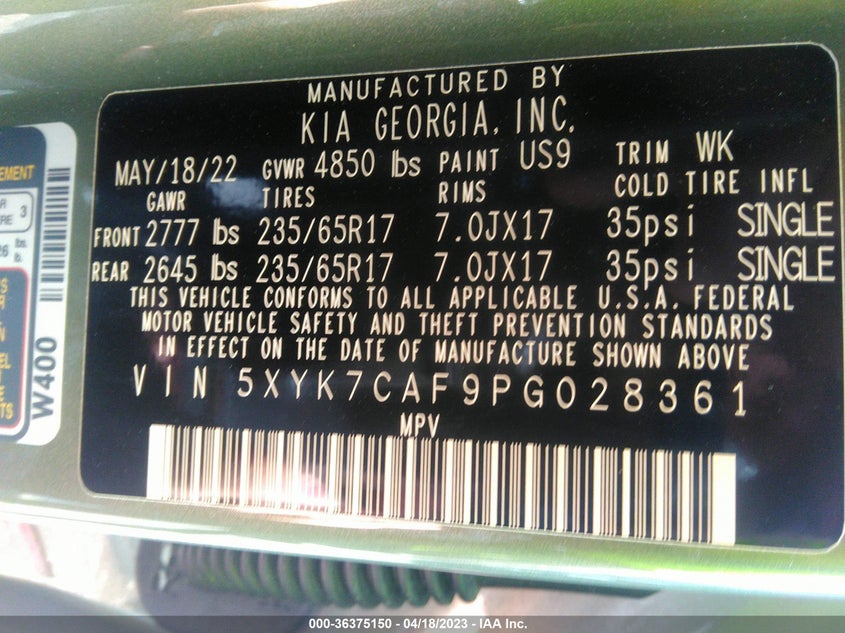 MANUFACTURED BY
KIA GEORGIA, INC.
MAY/18/22 GVWR 4850 lbs PAINT US9 TRIM WK
GAWR TIRES RIMS COLD TIRE INFL
FRONT 2777 lbs 235/65R17 7.0JX17 35psi SINGLE
REAR 2645 lbs 235/65R17 7.0JX17 35psi SINGLE
THIS VEHICLE CONFORMS TO ALL APPLICABLE U.S.A. FEDERAL
MOTOR VEHICLE SAFETY AND THEFT PREVENTION STANDARDS
IN EFFECT ON THE DATE OF MANUFACTURE SHOWN ABOVE
VIN 5XYK7CAF9PG028361
MPV
W400
3
lbs.
000-36375150 - 04/18/2023 - IAA Inc.